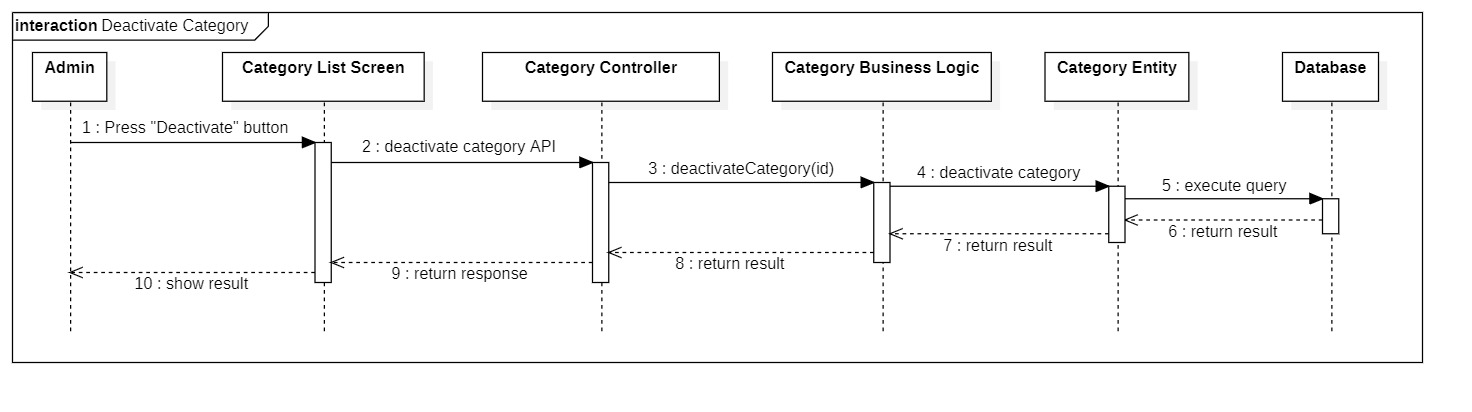 interaction Deactivate Category
Admin
Category List Screen
Category Controller
Category Business Logic
Category Entity
Database
1 : Press "Deactivate" button
2 : deactivate category API
3 : deactivateCategory(id)
4 : deactivate category
5 : execute query
6 : return result
7 : return result
8 : return result
9 : return response
10 : show result